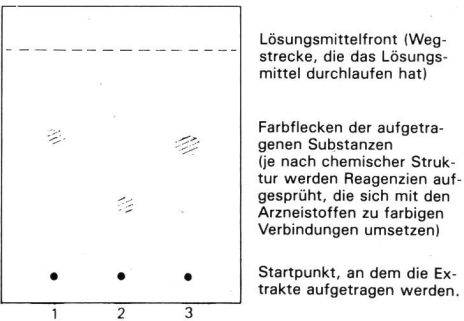 Lösungsmittelfront (Weg-
strecke, die das Lösungs-
mittel durchlaufen hat)
Farbflecken der aufgetra-
genen Substanzen
(je nach chemischer Struk-
tur werden Reagenzien auf-
gesprüht, die sich mit den
Arzneistoffen zu farbigen
Verbindungen umsetzen)
Startpunkt, an dem die Ex-
trakte aufgetragen werden.
1 2 3